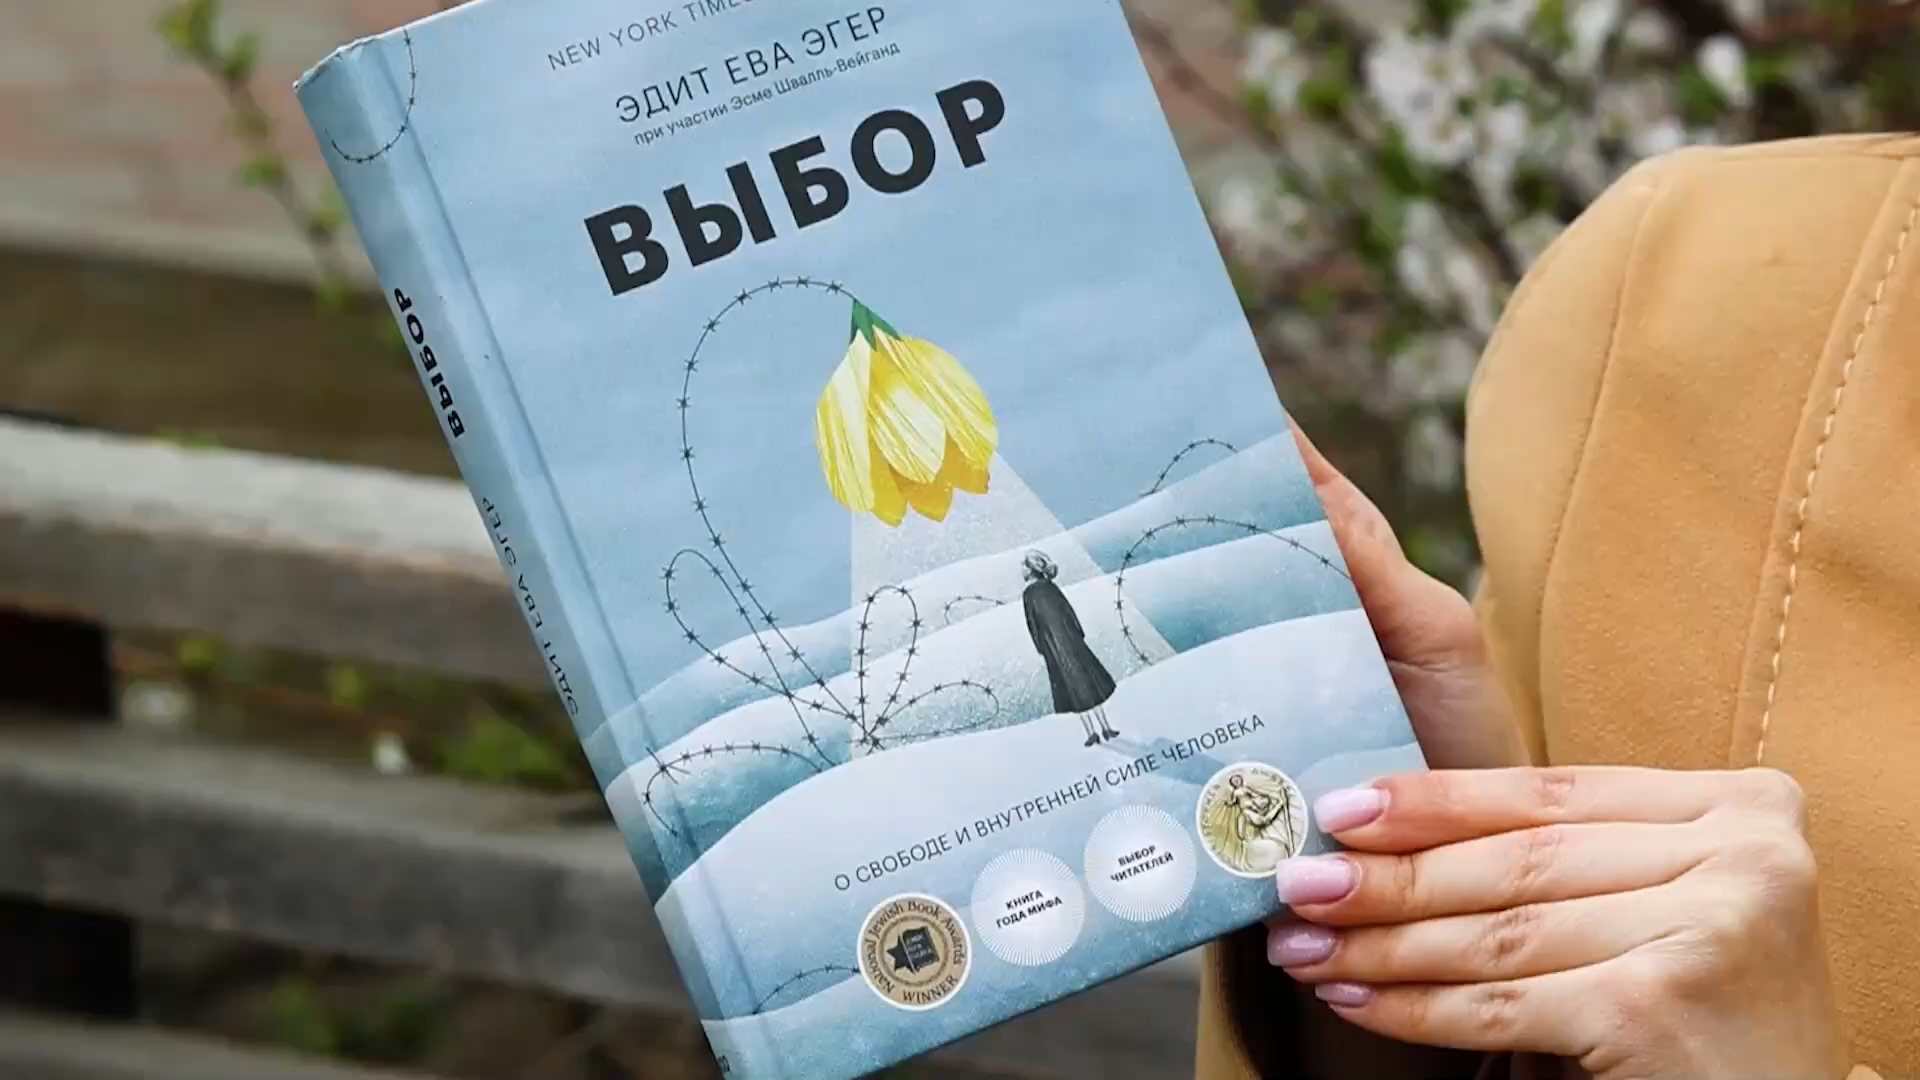 NEW YORK TIMES
ЭДИТ ЕВА ЭГЕР
при участии Эсме Швалль-Вейганд
ВЫБОР
О СВОБОДЕ И ВНУТРЕННЕЙ СИЛЕ ЧЕЛОВЕКА
National Jewish Book Awards
WINNER
КНИГА
ГОДА МИФА
ВЫБОР
ЧИТАТЕЛЕЙ
ВЫБОР
ЭДИТ ЕВА ЭГЕР